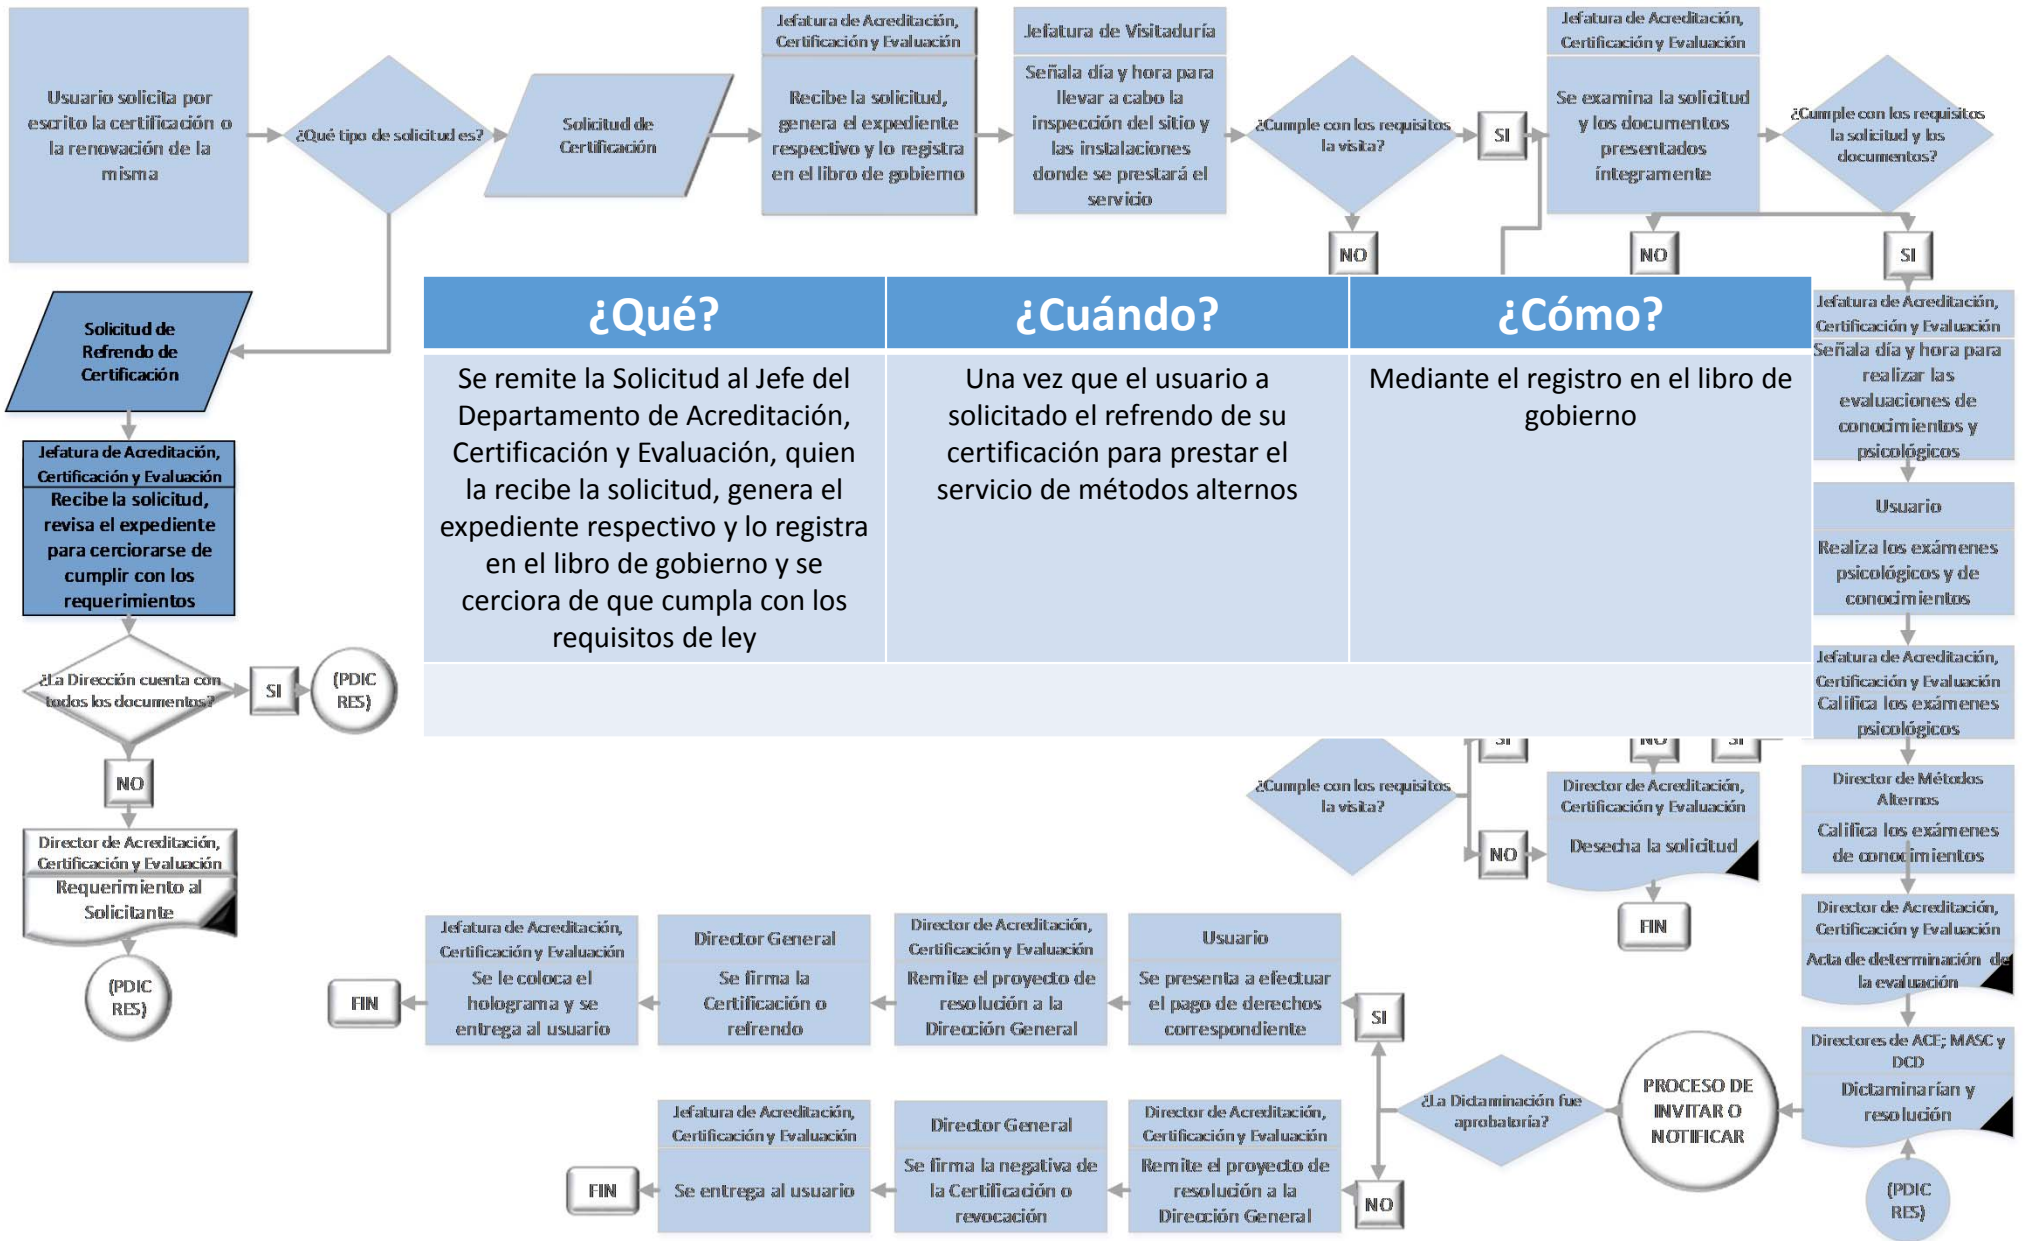 Usuario solicita por
escrito la certificación o
la renovación de la
misma
¿Qué tipo de solicitud es?
Solicitud de
Certificación
Jefatura de Acreditación,
Certificación y Evaluación
Recibe la solicitud,
genera el expediente
respectivo y lo registra
en el libro de gobierno
Jefatura de Visitaduría
Señala día y hora para
llevar a cabo la
inspección del sitio y
las instalaciones
donde se prestará el
servicio
¿Cumple con los requisitos
la visita?
SI
NO
Jefatura de Acreditación,
Certificación y Evaluación
Se examina la solicitud
y los documentos
presentados
íntegramente
¿Cumple con los requisitos
la solicitud y los
documentos?
NO
SI
Solicitud de
Refrendo de
Certificación
Jefatura de Acreditación,
Certificación y Evaluación
Recibe la solicitud,
revisa el expediente
para cerciorarse de
cumplir con los
requerimientos
¿La Dirección cuenta con
todos los documentos?
SI
(PDIC
RES)
NO
Director de Acreditación,
Certificación y Evaluación
Requerimiento al
Solicitante
(PDIC
RES)
¿Qué?
¿Cuándo?
¿Cómo?
Se remite la Solicitud al Jefe del
Departamento de Acreditación,
Certificación y Evaluación, quien
la recibe la solicitud, genera el
expediente respectivo y lo registra
en el libro de gobierno y se
cerciora de que cumpla con los
requisitos de ley
Una vez que el usuario a
solicitado el refrendo de su
certificación para prestar el
servicio de métodos alternos
Mediante el registro en el libro de
gobierno
Jefatura de Acreditación,
Certificación y Evaluación
Señala día y hora para
realizar las
evaluaciones de
conocimientos y
psicológicos
Usuario
Realiza los exámenes
psicológicos y de
conocimientos
Jefatura de Acreditación,
Certificación y Evaluación
Califica los exámenes
psicológicos
Director de Métodos
Alternos
Califica los exámenes
de conocimientos
Director de Acreditación,
Certificación y Evaluación
Acta de determinación de
la evaluación
Directores de ACE; MASC y
DCD
Dictaminarían y
resolución
(PDIC
RES)
¿Cumple con los requisitos
la visita?
SI
NO
NO
SI
Director de Acreditación,
Certificación y Evaluación
Desecha la solicitud
FIN
PROCESO DE
INVITAR O
NOTIFICAR
¿La Dictaminación fue
aprobatoría?
SI
NO
Usuario
Se presenta a efectuar
el pago de derechos
correspondiente
Director de Acreditación,
Certificación y Evaluación
Remite el proyecto de
resolución a la
Dirección General
Director General
Se firma la
Certificación o
refrendo
Jefatura de Acreditación,
Certificación y Evaluación
Se le coloca el
holograma y se
entrega al usuario
FIN
Director de Acreditación,
Certificación y Evaluación
Remite el proyecto de
resolución a la
Dirección General
Director General
Se firma la negativa de
la Certificación o
revocación
Jefatura de Acreditación,
Certificación y Evaluación
Se entrega al usuario
FIN